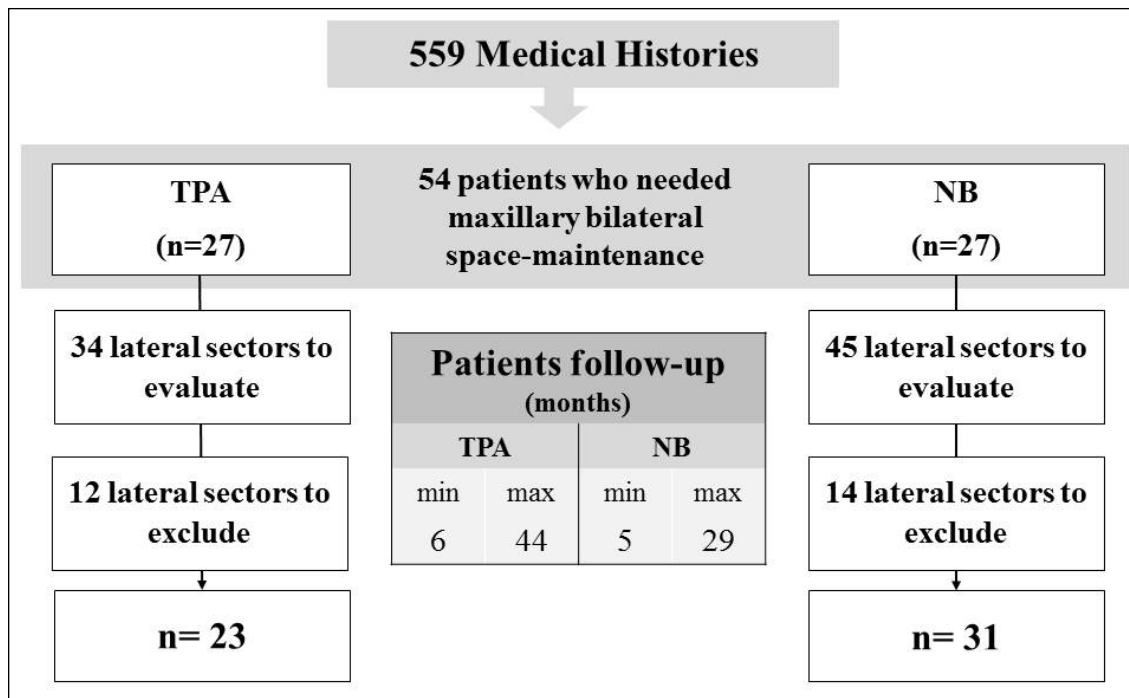 559 Medical Histories
TPA
(n=27)
54 patients who needed
maxillary bilateral
space-maintenance
NB
(n=27)
34 lateral sectors to
evaluate
45 lateral sectors to
evaluate
Patients follow-up
(months)
TPA NB
min max min max
6 44 5 29
12 lateral sectors to
exclude
14 lateral sectors to
exclude
n= 23
n= 31